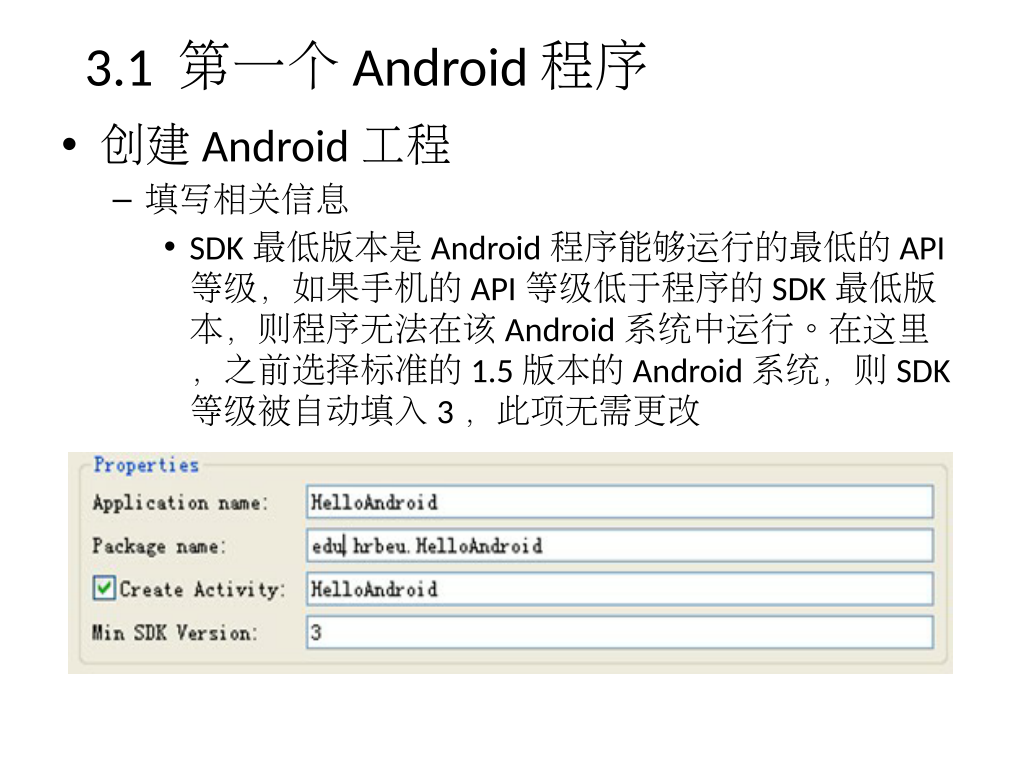 3.1 第一个 Android 程序
• 创建 Android 工程
– 填写相关信息
• SDK 最低版本是 Android 程序能够运行的最低的 API
等级，如果手机的 API 等级低于程序的 SDK 最低版
本，则程序无法在该 Android 系统中运行。在这里
，之前选择标准的 1.5 版本的 Android 系统，则 SDK
等级被自动填入 3 ，此项无需更改
Properties
Application name: HelloAndroid
Package name: edu.hrbeu.HelloAndroid
Create Activity: HelloAndroid
Min SDK Version: 3